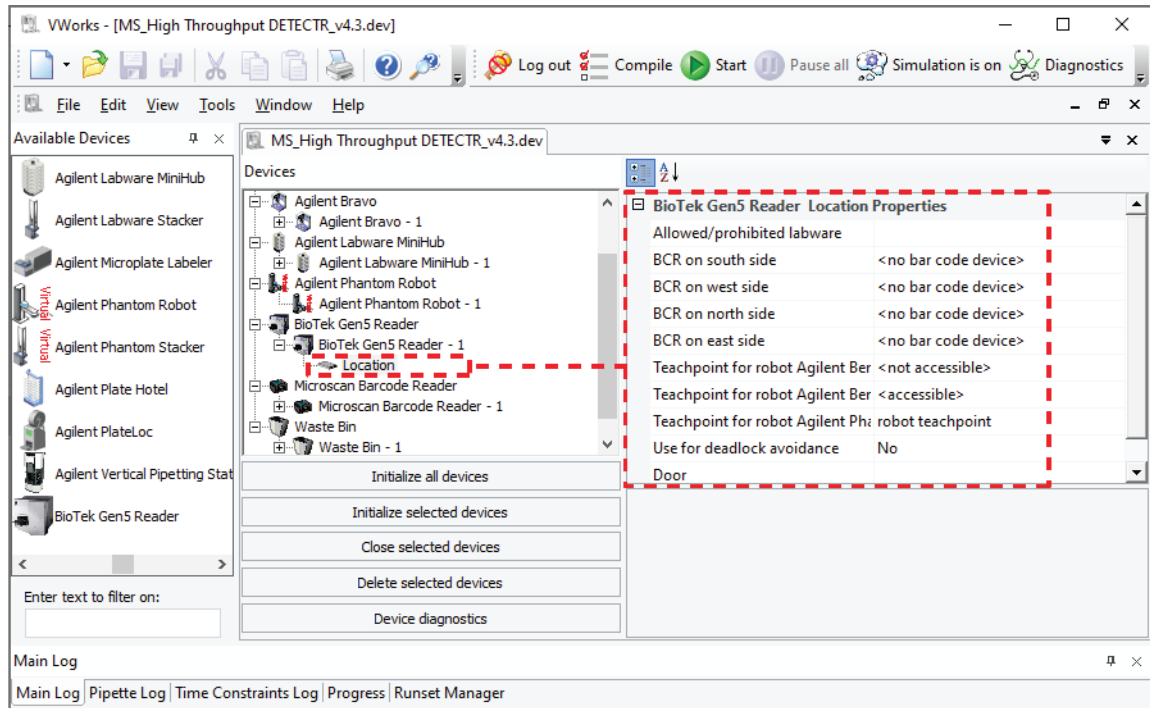 VWorks - [MS_High Throughput DETECTR_v4.3.dev]
Log out Compile Start Pause all Simulation is on Diagnostics
File Edit View Tools Window Help
Available Devices
Agilent Labware MiniHub
Agilent Labware Stacker
Agilent Microplate Labeler
Virtual
Agilent Phantom Robot
Virtual
Agilent Phantom Stacker
Agilent Plate Hotel
Agilent PlateLoc
Agilent Vertical Pipetting Stat
BioTek Gen5 Reader
Enter text to filter on:
MS_High Throughput DETECTR_v4.3.dev
Devices
Agilent Bravo
Agilent Bravo - 1
Agilent Labware MiniHub
Agilent Labware MiniHub - 1
Agilent Phantom Robot
Agilent Phantom Robot - 1
BioTek Gen5 Reader
BioTek Gen5 Reader - 1
Location
Microscan Barcode Reader
Microscan Barcode Reader - 1
Waste Bin
Waste Bin - 1
Initialize all devices
Initialize selected devices
Close selected devices
Delete selected devices
Device diagnostics
A
Z
BioTek Gen5 Reader Location Properties
Allowed/prohibited labware
BCR on south side <no bar code device>
BCR on west side <no bar code device>
BCR on north side <no bar code device>
BCR on east side <no bar code device>
Teachpoint for robot Agilent Ber <not accessible>
Teachpoint for robot Agilent Ber <accessible>
Teachpoint for robot Agilent Pha robot teachpoint
Use for deadlock avoidance No
Door
Main Log
Main Log Pipette Log Time Constraints Log Progress Runset Manager